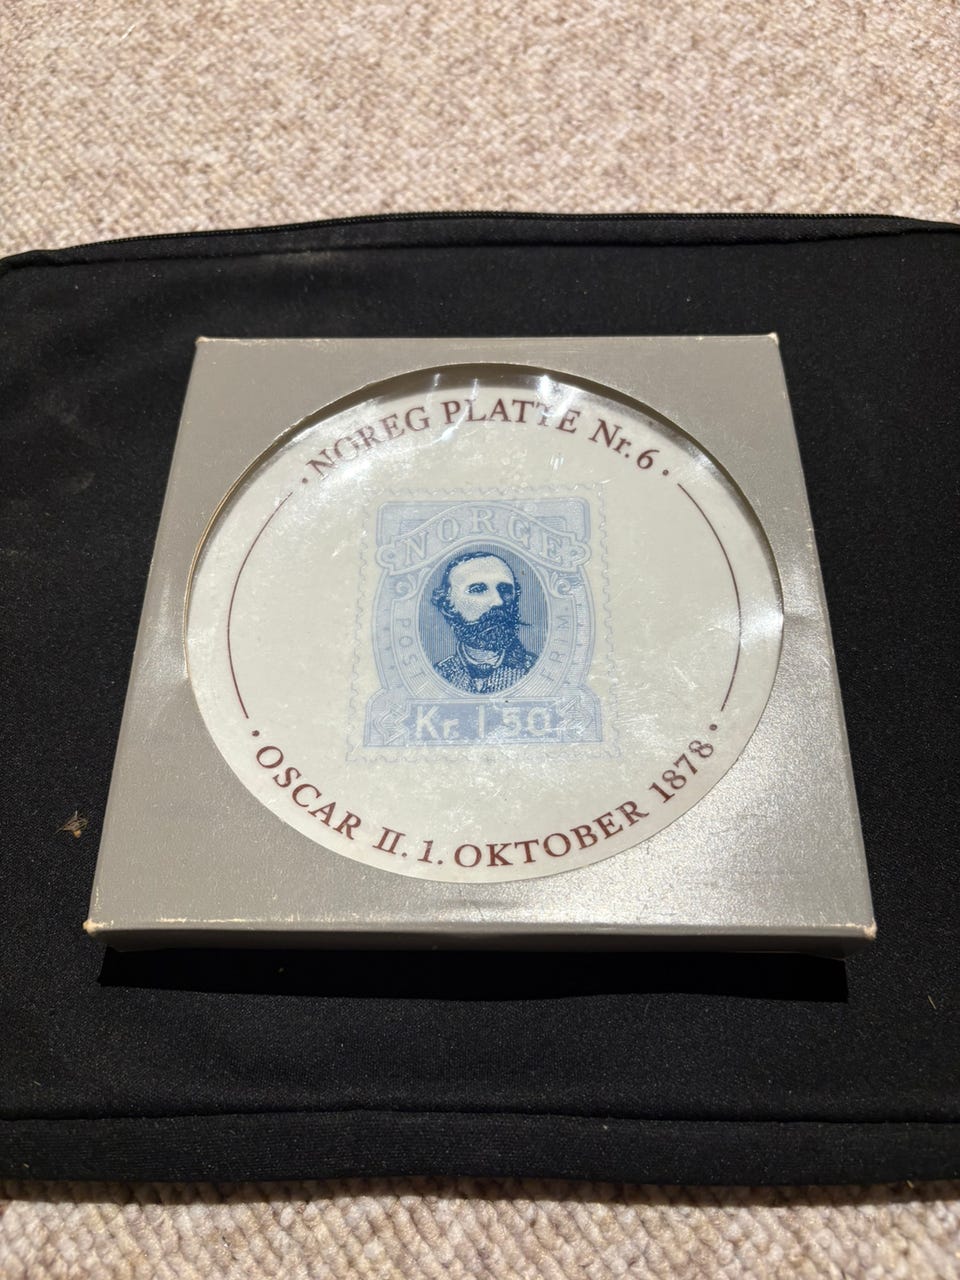 · NOREG PLATTE Nr. 6 ·
NORGE
POST
FRIM.
Kr. 1,50
· OSCAR II. 1. OKTOBER 1878 ·